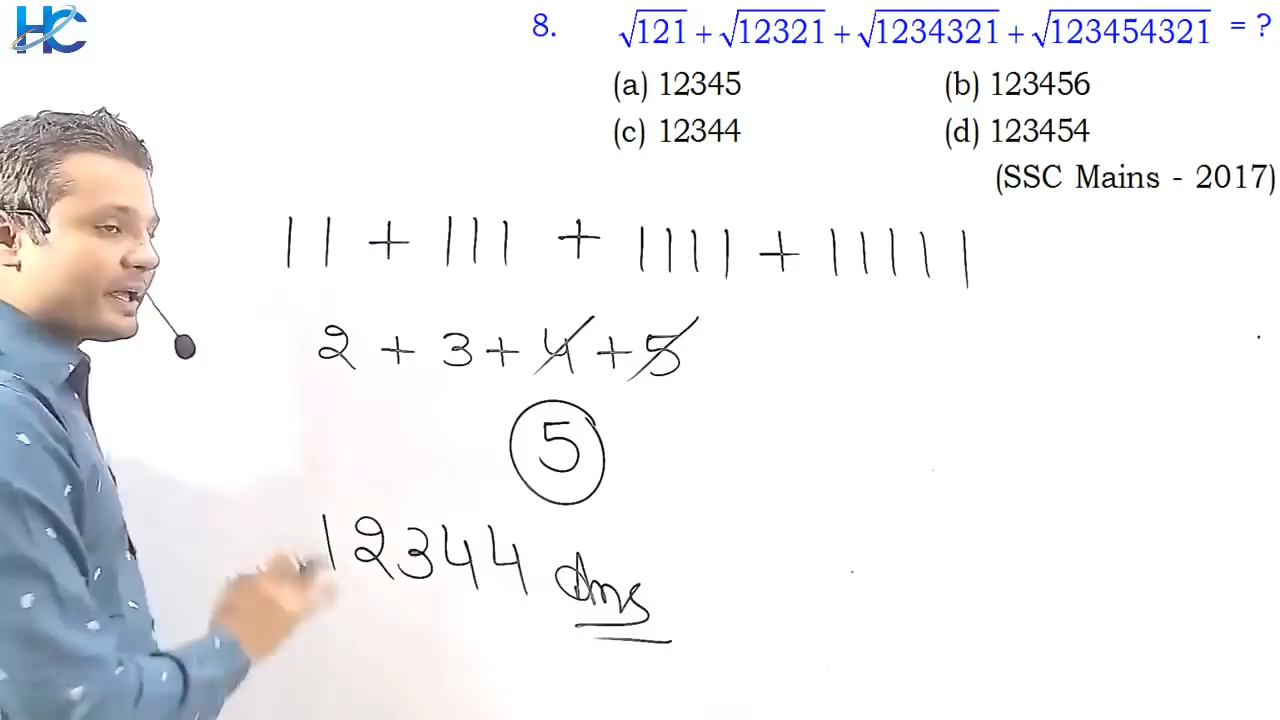 HC
8. √121 + √12321 + √1234321 + √123454321 = ?
(a) 12345 (b) 123456
(c) 12344 (d) 123454
(SSC Mains - 2017)
11 + 111 + 1111 + 11111
2 + 3 + 4 + 5
5
12344 Ans